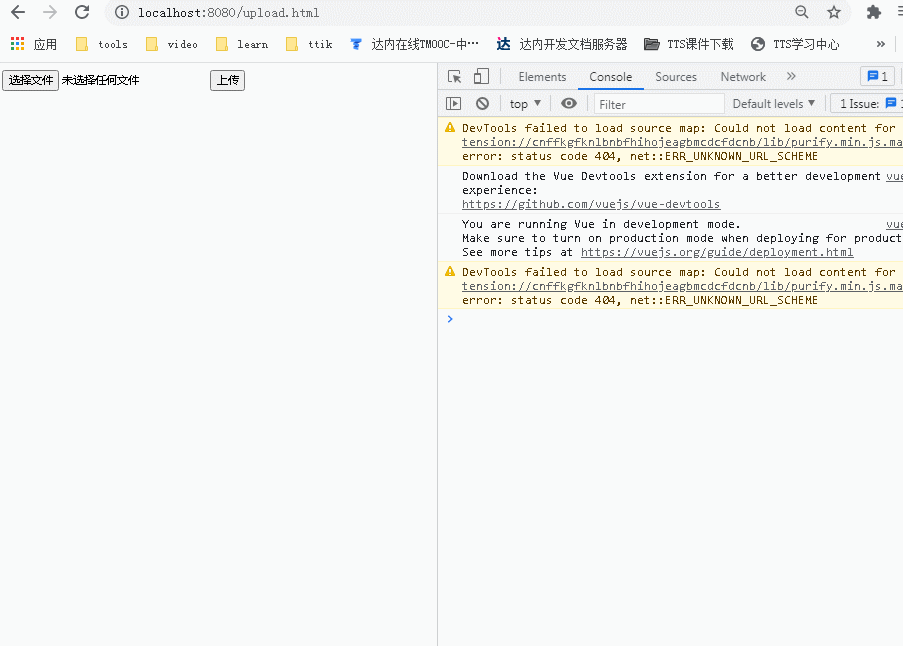 localhost:8080/upload.html
应用 tools video learn ttik 达内在线TMOOC-中… 达内开发文档服务器 TTS课件下载 TTS学习中心 »
选择文件 未选择任何文件 上传
Elements Console Sources Network » 1
top ▼ Filter Default levels ▼ 1 Issue: 1
DevTools failed to load source map: Could not load content for
tension://cnffkgfknlbnbfhihojeagbmcdcfdcnb/lib/purify.min.js.ma
error: status code 404, net::ERR_UNKNOWN_URL_SCHEME
Download the Vue Devtools extension for a better development vue
experience:
https://github.com/vuejs/vue-devtools
You are running Vue in development mode. vue
Make sure to turn on production mode when deploying for product
See more tips at https://vuejs.org/guide/deployment.html
DevTools failed to load source map: Could not load content for
tension://cnffkgfknlbnbfhihojeagbmcdcfdcnb/lib/purify.min.js.ma
error: status code 404, net::ERR_UNKNOWN_URL_SCHEME